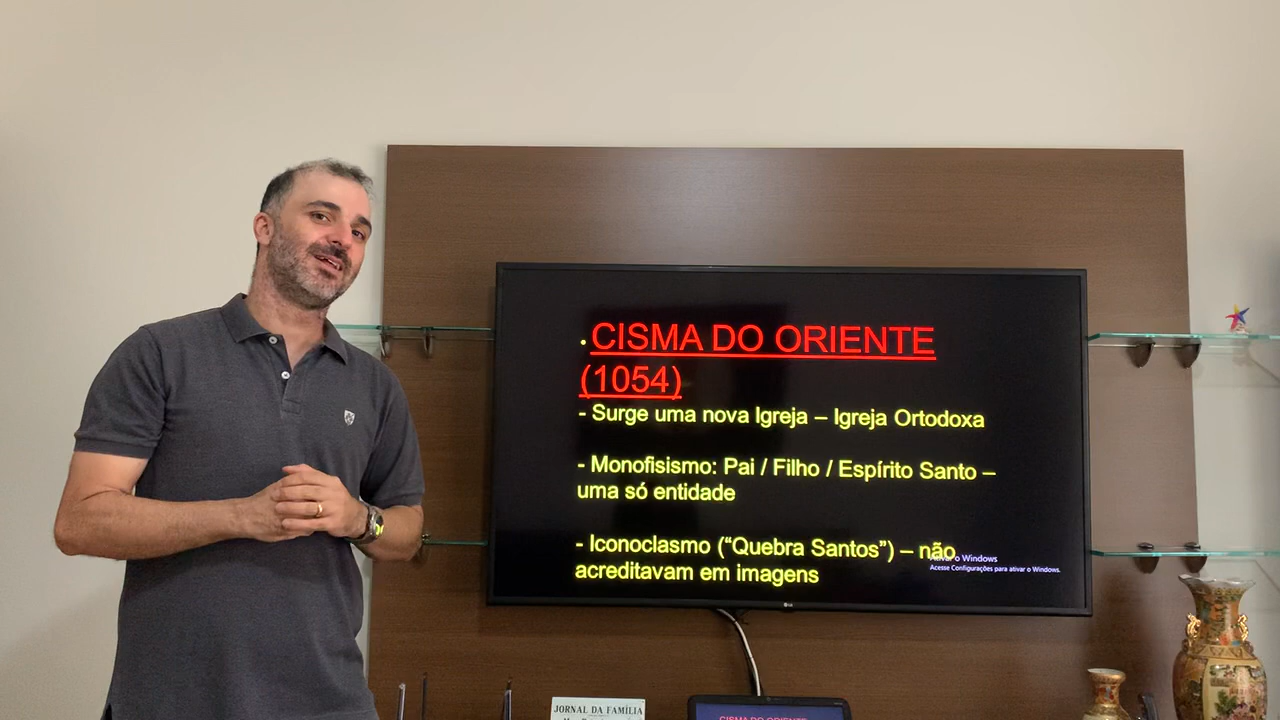 . CISMA DO ORIENTE
(1054)
- Surge uma nova Igreja – Igreja Ortodoxa
- Monofisismo: Pai / Filho / Espírito Santo –
uma só entidade
- Iconoclasmo (“Quebra Santos”) – não
acreditavam em imagens
o Windows
Acesse Configurações para ativar o Windows.
LG
JORNAL DA FAMÍLIA
CISMA DO ORIENTE